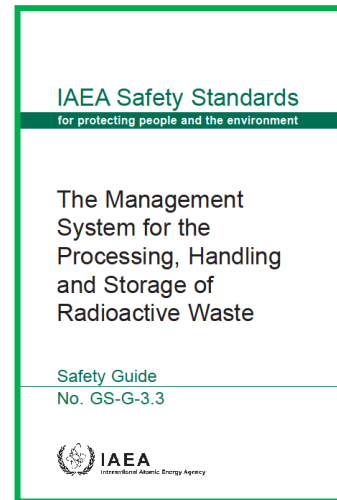 IAEA Safety Standards
for protecting people and the environment
The Management
System for the
Processing, Handling
and Storage of
Radioactive Waste
Safety Guide
No. GS-G-3.3
IAEA
International Atomic Energy Agency